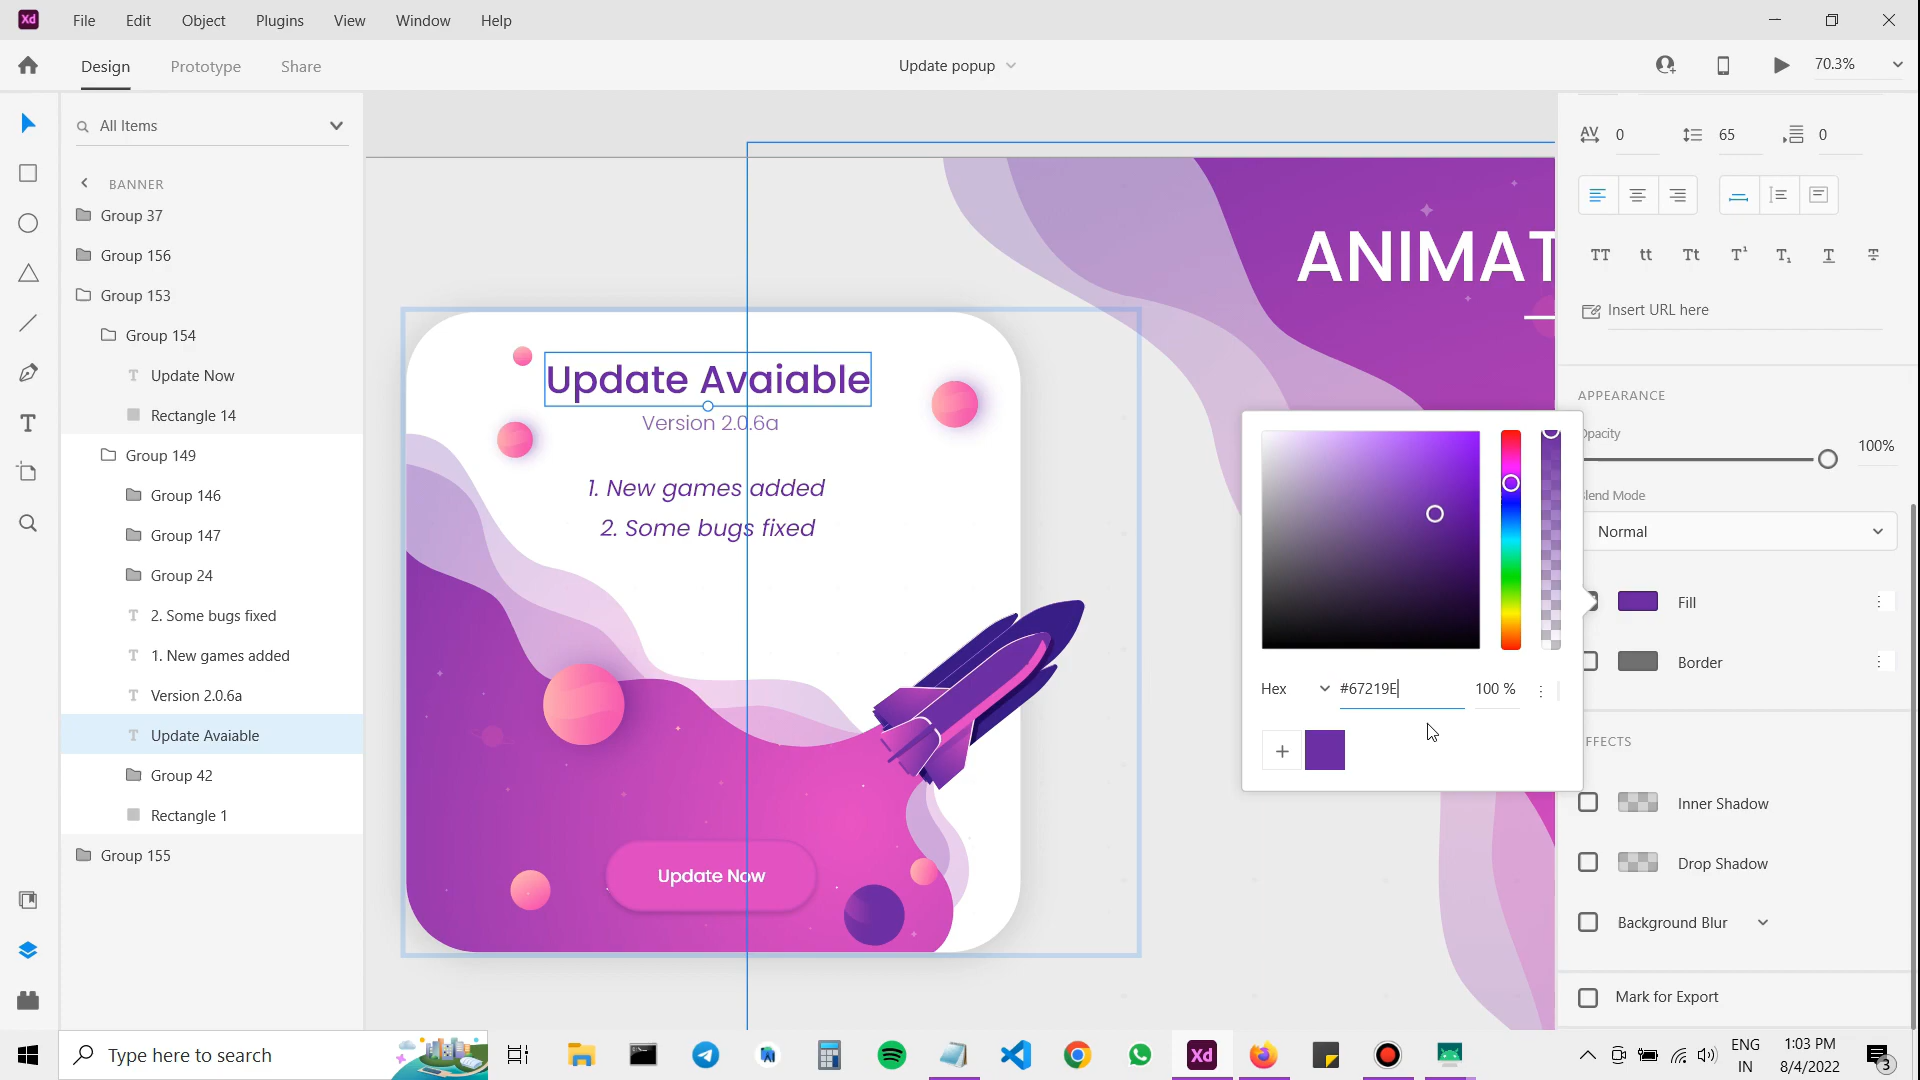 Xd File Edit Object Plugins View Window Help
Design Prototype Share
Update popup
70.3%
All Items
BANNER
Group 37
Group 156
Group 153
Group 154
Update Now
Rectangle 14
Group 149
Group 146
Group 147
Group 24
2. Some bugs fixed
1. New games added
Version 2.0.6a
Update Avaiable
Group 42
Rectangle 1
Group 155
ANIMAT
Update Avaiable
Version 2.0.6a
1. New games added
2. Some bugs fixed
Update Now
Hex #67219E 100 %
AV 0 65 0
TT tt Tt T¹ T₁ T T
Insert URL here
APPEARANCE
Opacity
100%
lend Mode
Normal
Fill
Border
FFECTS
Inner Shadow
Drop Shadow
Background Blur
Mark for Export
Type here to search
Xd
ENG
IN
1:03 PM
8/4/2022
3